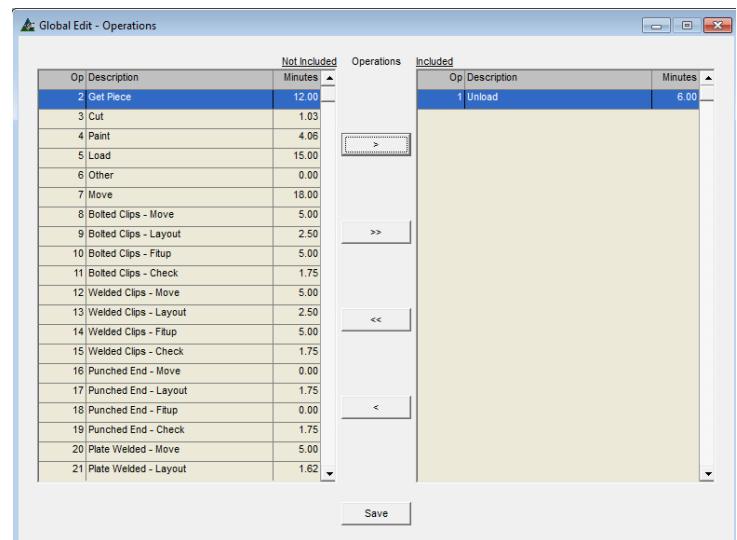 Global Edit - Operations
Not Included Operations Included
Op Description Minutes Op Description Minutes
2 Get Piece 12.00 1 Unload 6.00
3 Cut 1.03
4 Paint 4.06
>
5 Load 15.00
6 Other 0.00
7 Move 18.00
8 Bolted Clips - Move 5.00
9 Bolted Clips - Layout 2.50
>>
10 Bolted Clips - Fitup 5.00
11 Bolted Clips - Check 1.75
12 Welded Clips - Move 5.00
13 Welded Clips - Layout 2.50
<<
14 Welded Clips - Fitup 5.00
15 Welded Clips - Check 1.75
16 Punched End - Move 0.00
17 Punched End - Layout 1.75
18 Punched End - Fitup 0.00
<
19 Punched End - Check 1.75
20 Plate Welded - Move 5.00
21 Plate Welded - Layout 1.62
Save